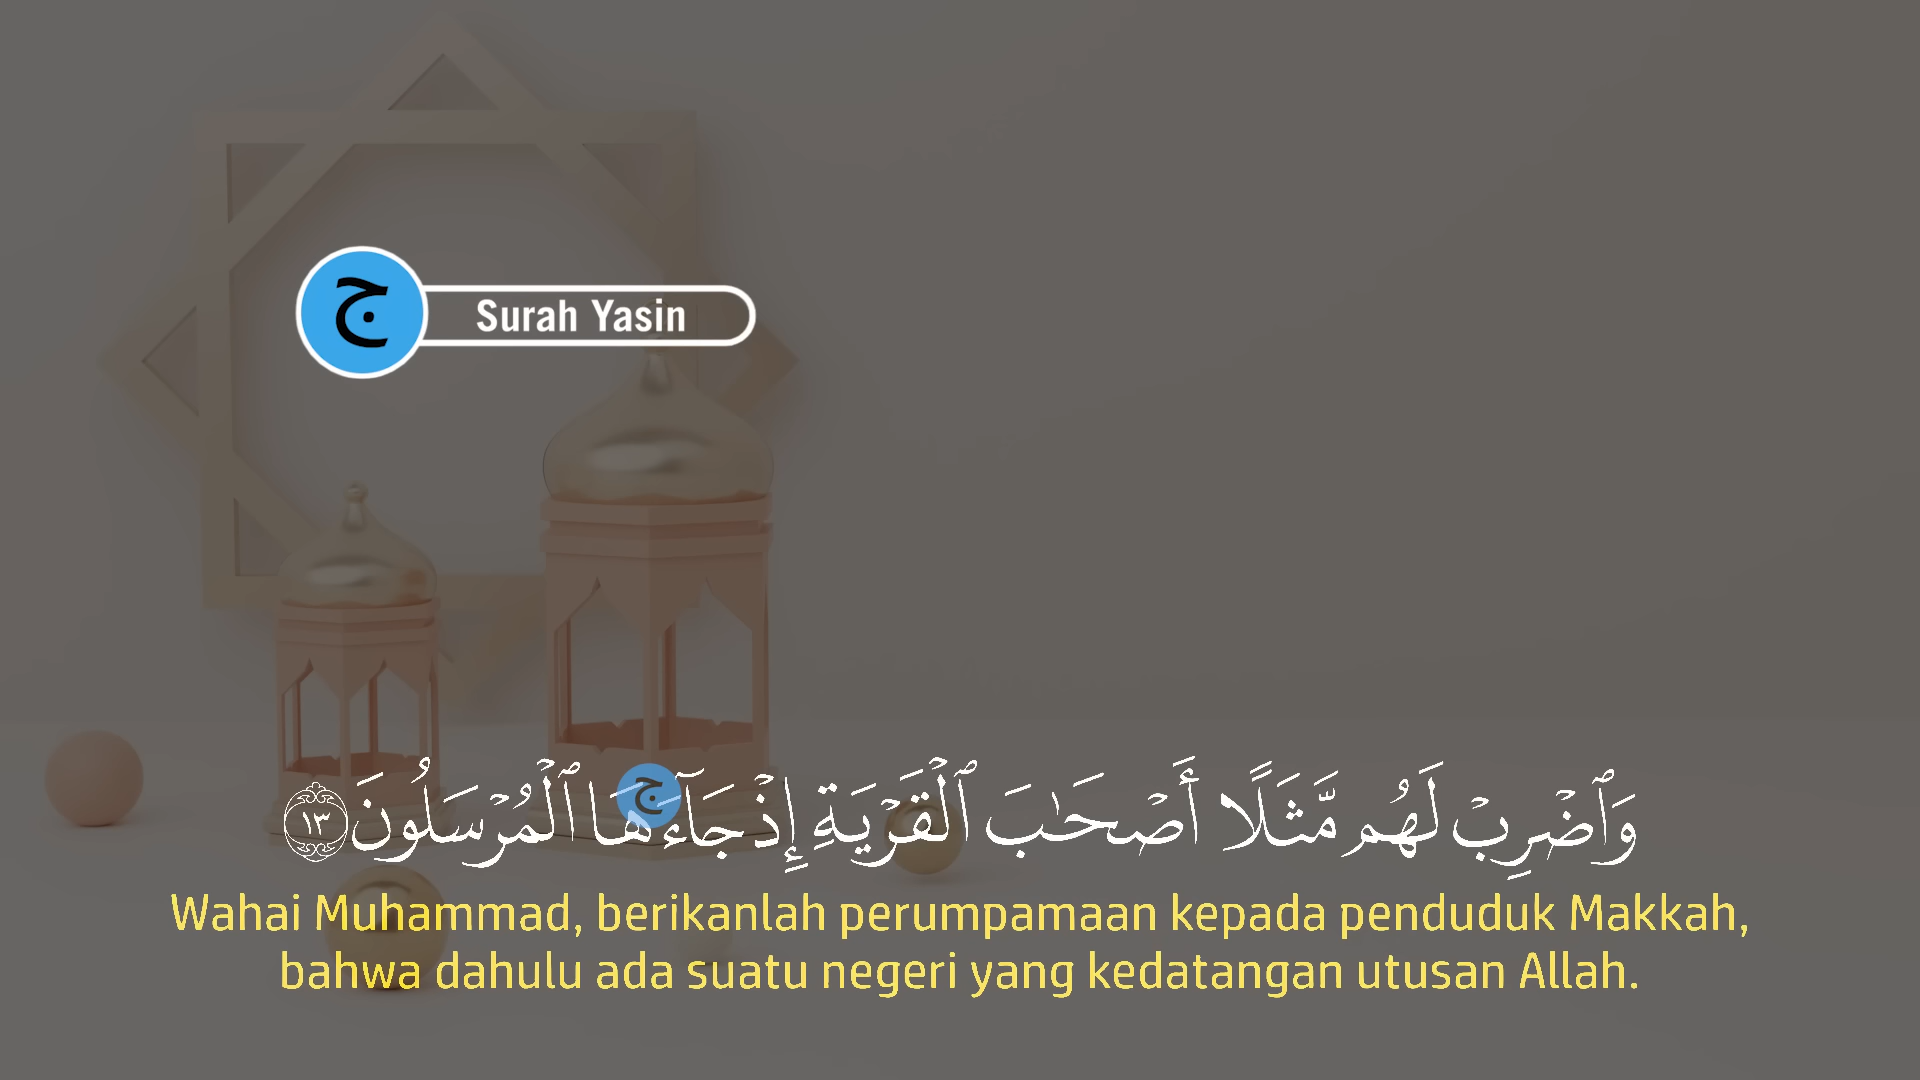 ج
Surah Yasin
ج
وَٱضْرِبْ لَهُم مَّثَلًا أَصْحَٰبَ ٱلْقَرْيَةِ إِذْ جَآءَهَا ٱلْمُرْسَلُونَ ١٣
Wahai Muhammad, berikanlah perumpamaan kepada penduduk Makkah,
bahwa dahulu ada suatu negeri yang kedatangan utusan Allah.